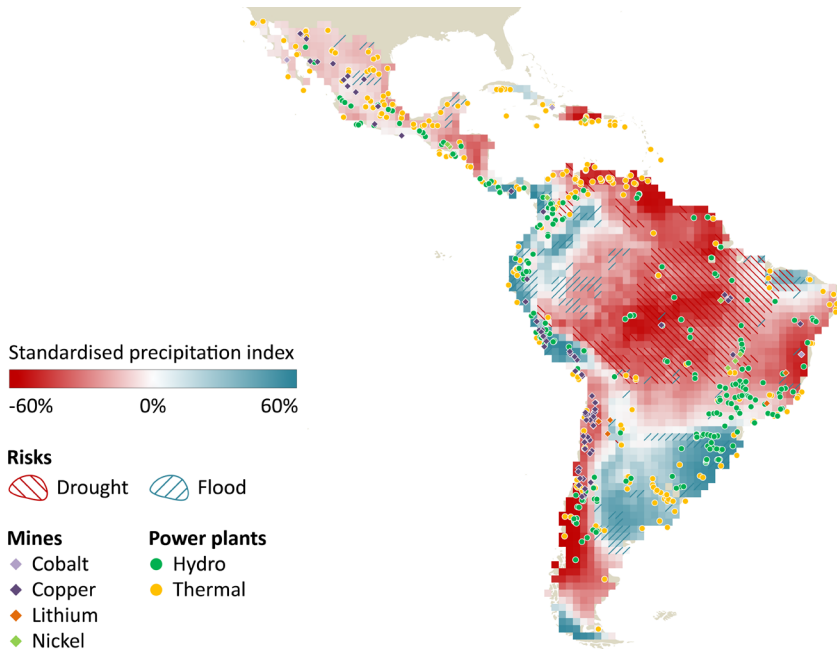 Standardised precipitation index
-60% 0% 60%
Risks
Drought Flood
Mines Power plants
Cobalt Hydro
Copper Thermal
Lithium
Nickel